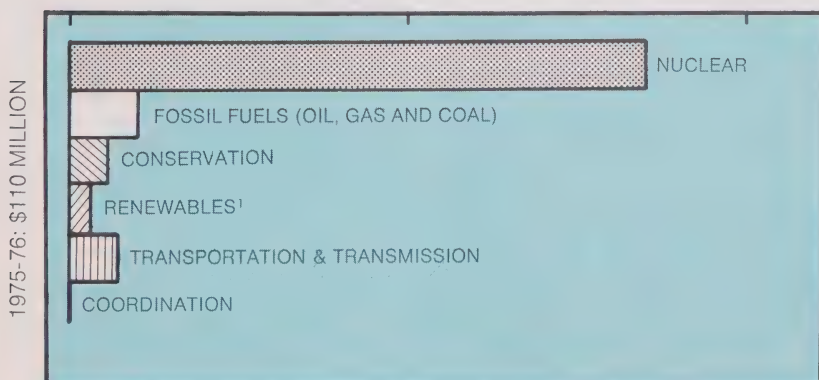 1975-76: $110 MILLION
NUCLEAR
FOSSIL FUELS (OIL, GAS AND COAL)
CONSERVATION
RENEWABLES¹
TRANSPORTATION & TRANSMISSION
COORDINATION